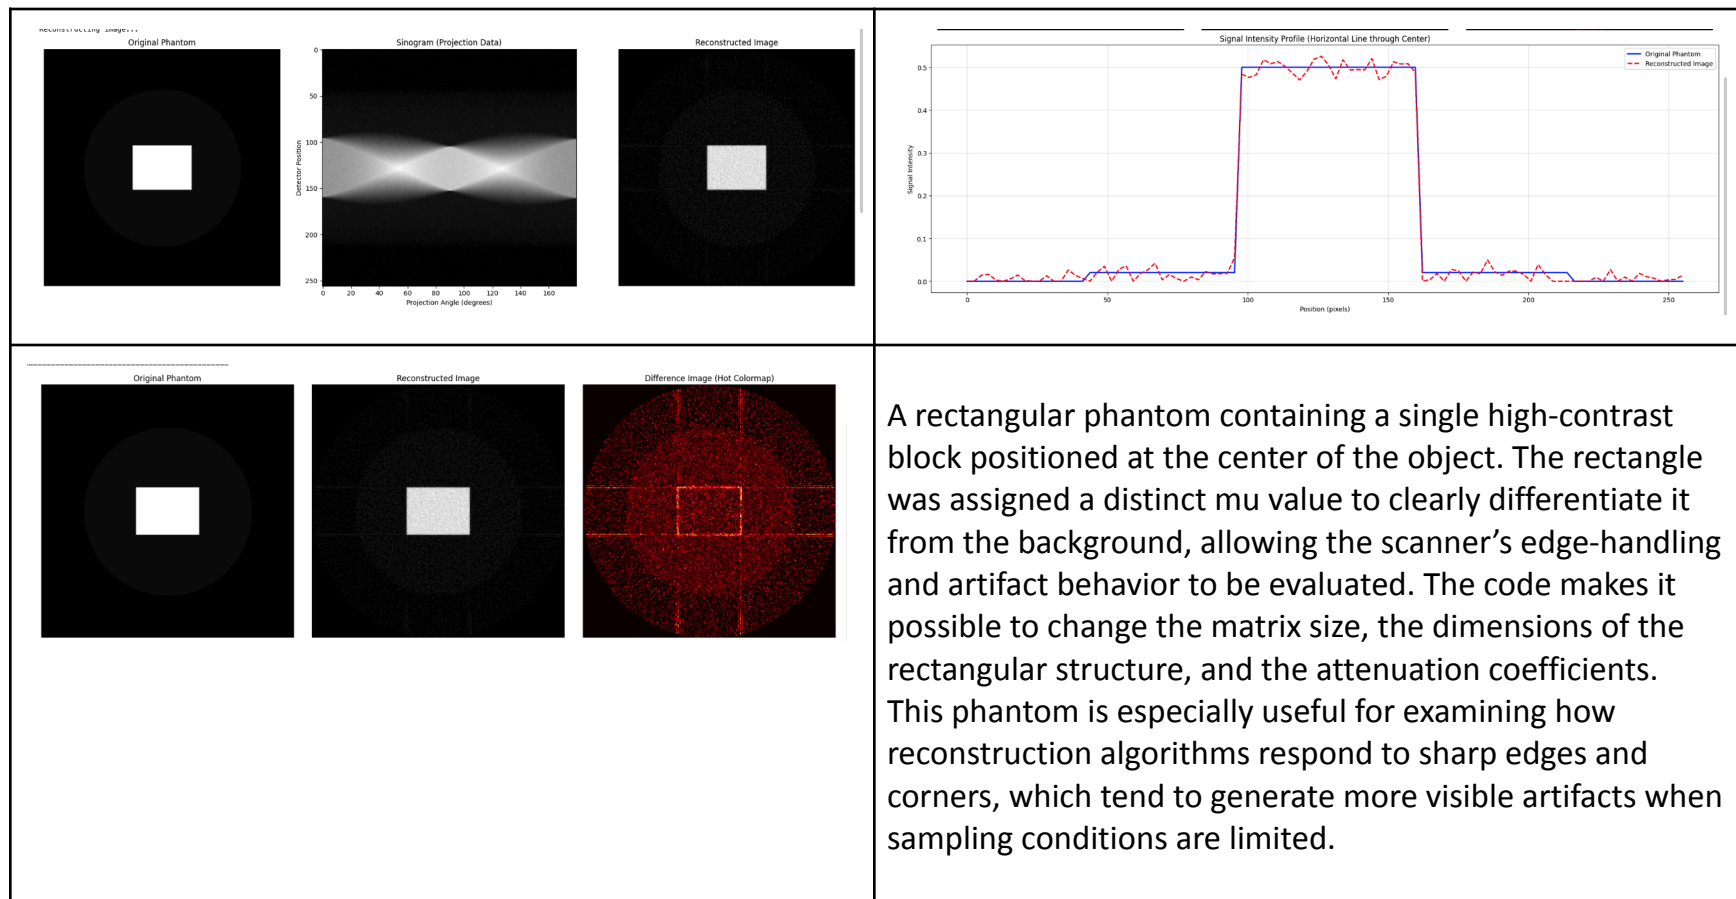 Reconstructing image...
Original Phantom
Sinogram (Projection Data)
Reconstructed Image
0
50
100
150
200
250
Detector Position
0 20 40 60 80 100 120 140 160
Projection Angle (degrees)
Signal Intensity Profile (Horizontal Line through Center)
Original Phantom
Reconstructed Image
0.5
0.4
0.3
0.2
0.1
0.0
Signal Intensity
0 50 100 150 200 250
Position (pixels)
Original Phantom
Reconstructed Image
Difference Image (Hot Colormap)
A rectangular phantom containing a single high-contrast
block positioned at the center of the object. The rectangle
was assigned a distinct mu value to clearly differentiate it
from the background, allowing the scanner’s edge-handling
and artifact behavior to be evaluated. The code makes it
possible to change the matrix size, the dimensions of the
rectangular structure, and the attenuation coefficients.
This phantom is especially useful for examining how
reconstruction algorithms respond to sharp edges and
corners, which tend to generate more visible artifacts when
sampling conditions are limited.